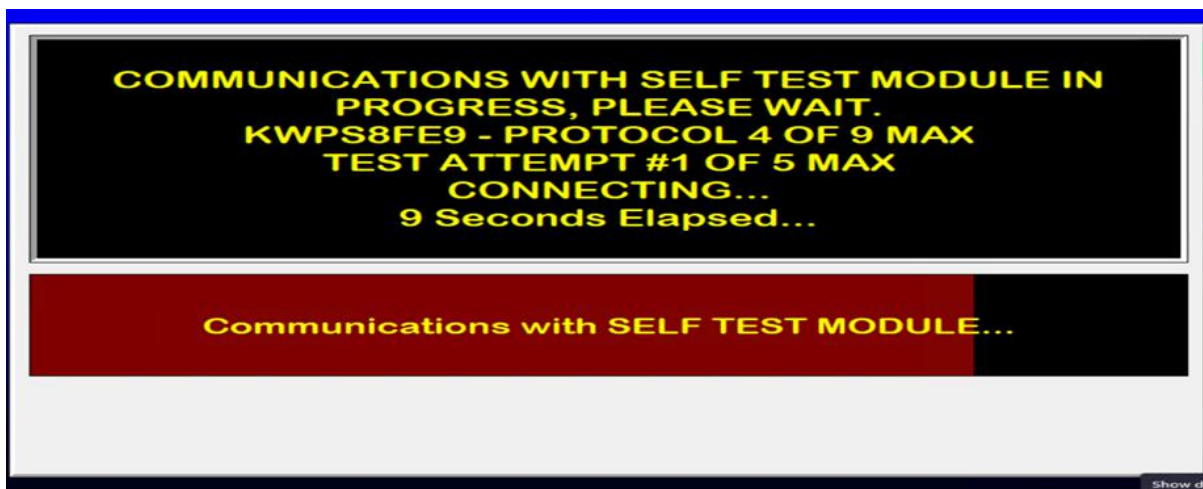 COMMUNICATIONS WITH SELF TEST MODULE IN
PROGRESS, PLEASE WAIT.
KWPS8FE9 - PROTOCOL 4 OF 9 MAX
TEST ATTEMPT #1 OF 5 MAX
CONNECTING...
9 Seconds Elapsed...
Communications with SELF TEST MODULE...
Show d